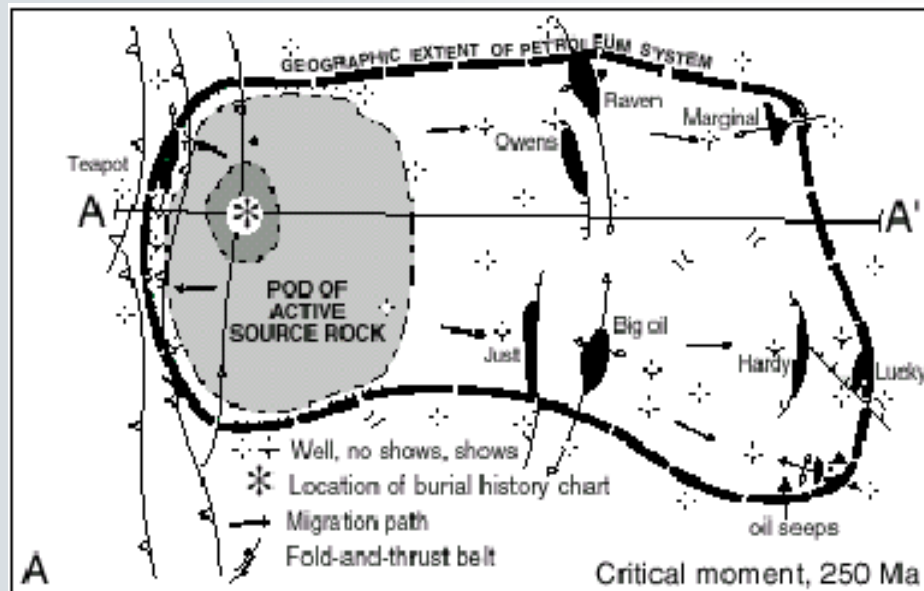 GEOGRAPHIC EXTENT OF PETROLEUM SYSTEM
Raven
Marginal
Owens
Teapot
A
A'
POD OF
ACTIVE
SOURCE ROCK
Big oil
Just
Hardy
Lucky
Well, no shows, shows
Location of burial history chart
Migration path
Fold-and-thrust belt
oil seeps
A
Critical moment, 250 Ma